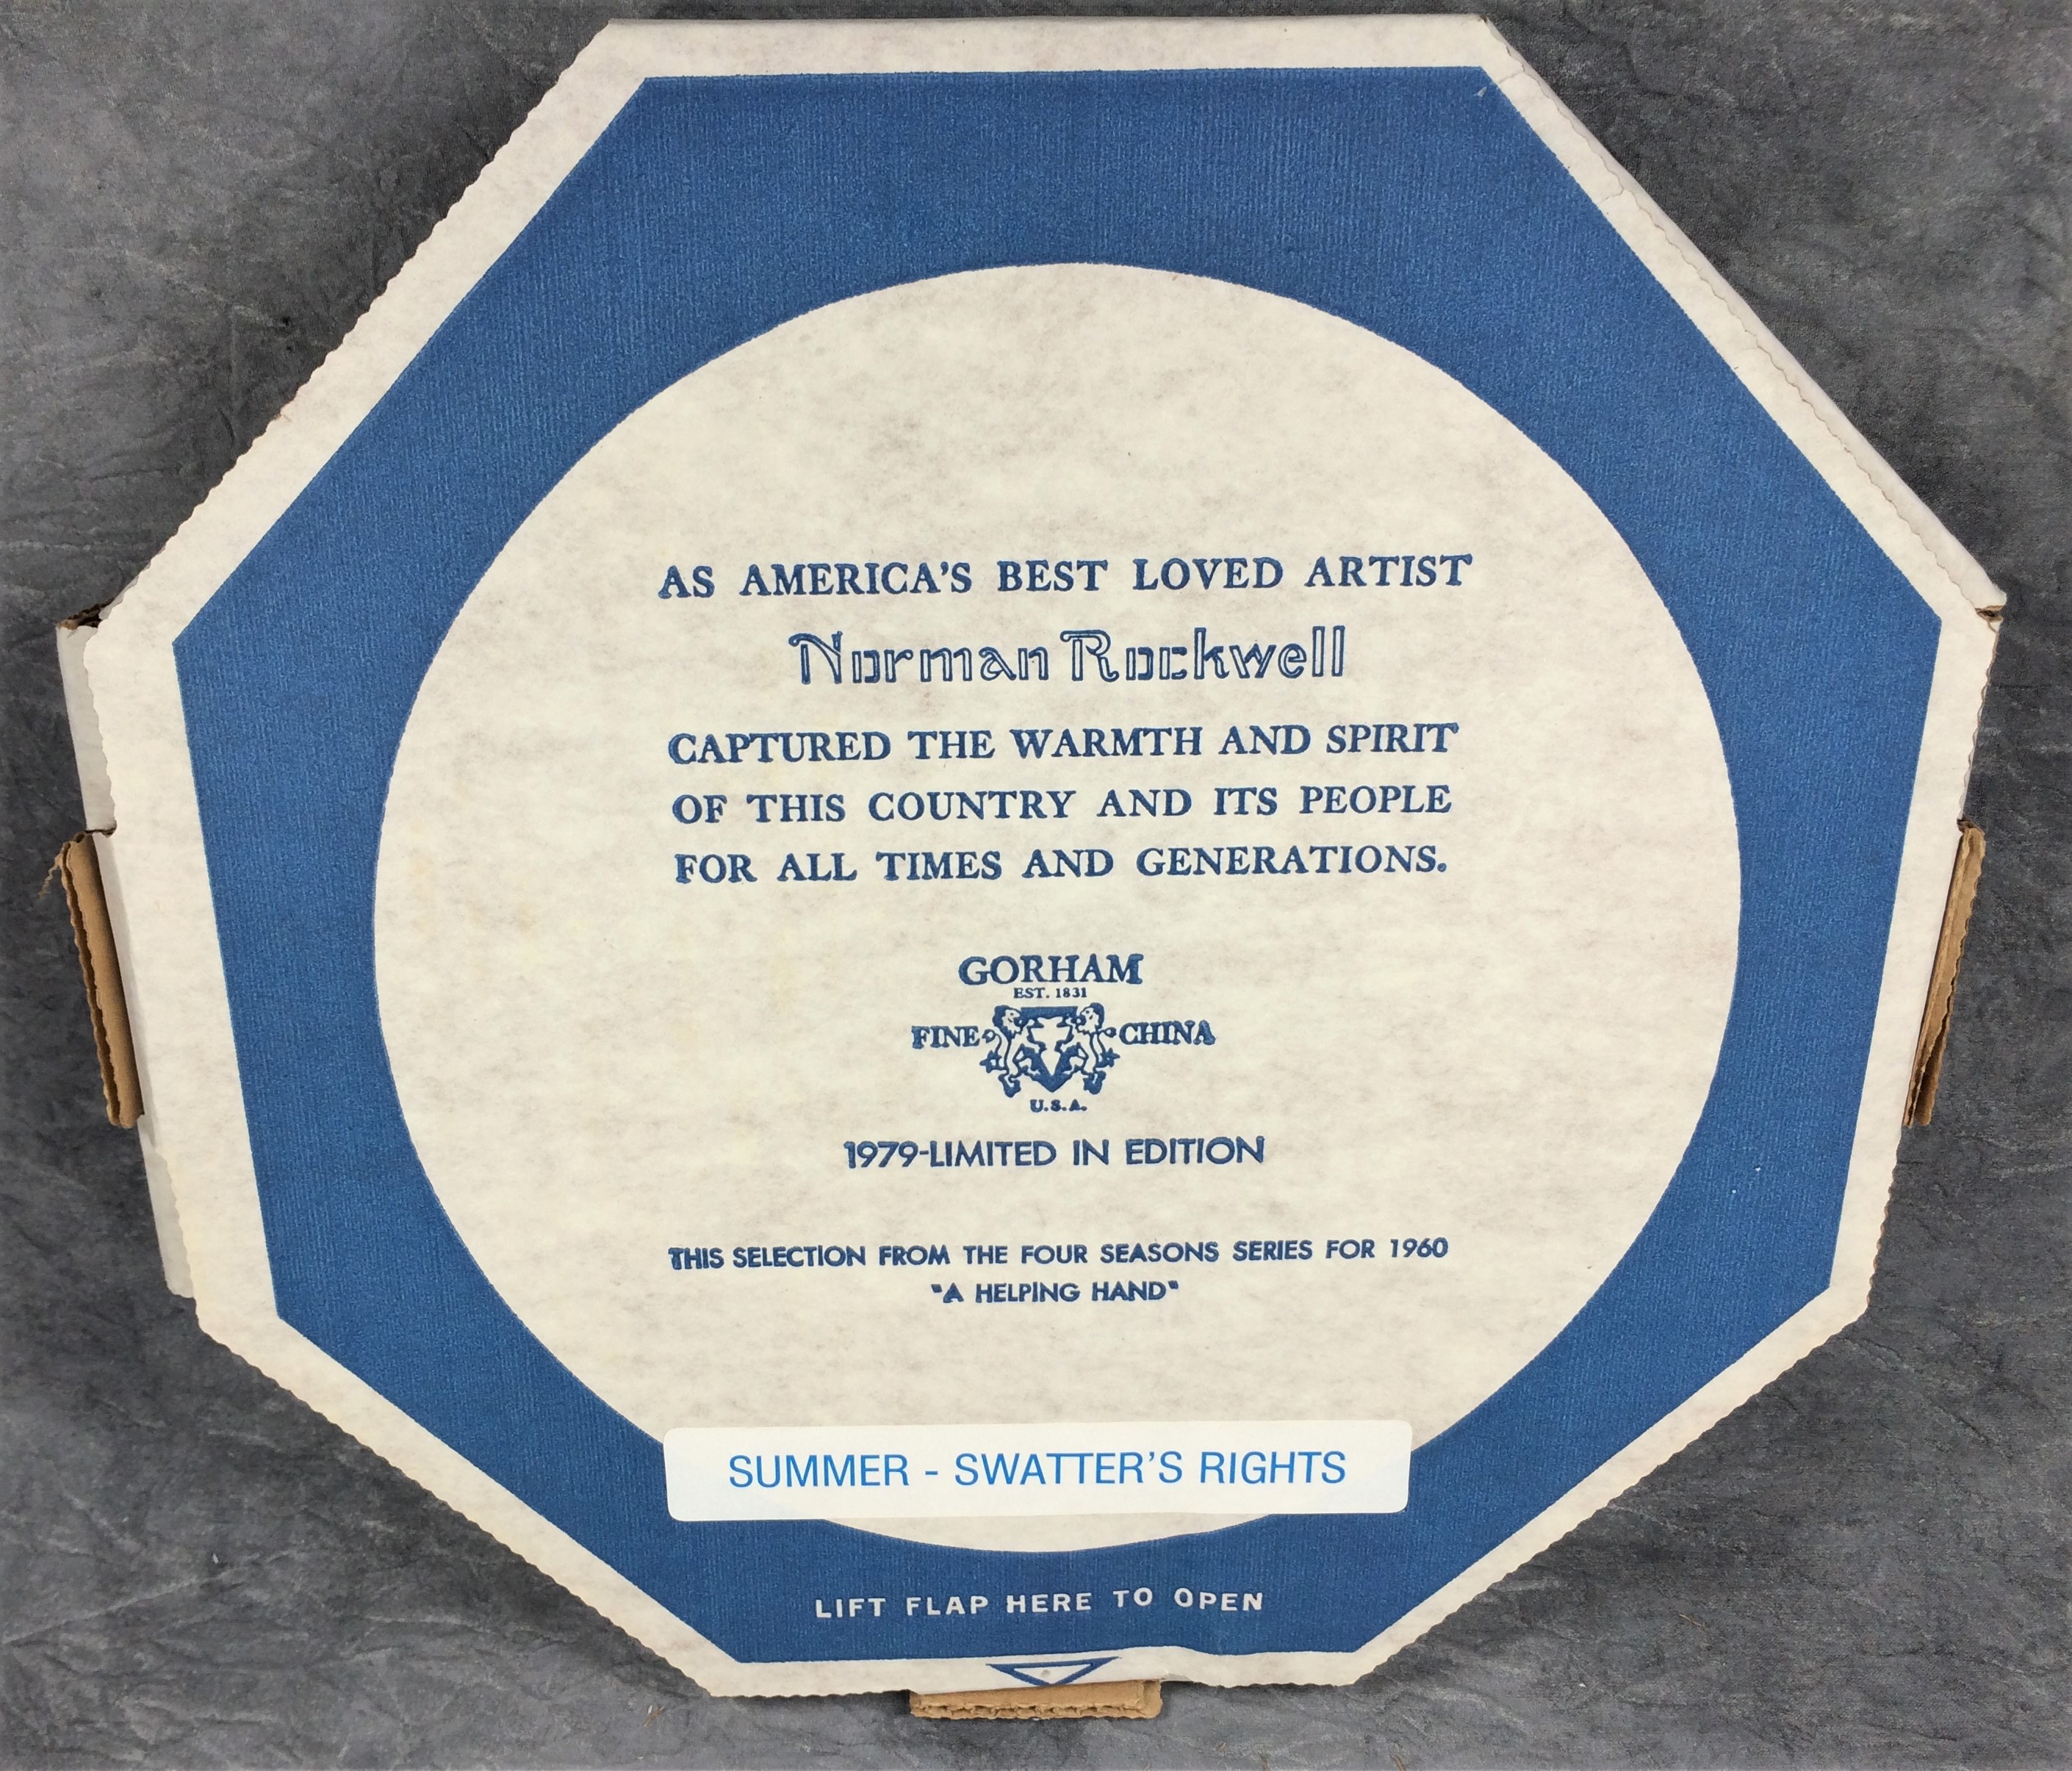 AS AMERICA'S BEST LOVED ARTIST
Norman Rockwell
CAPTURED THE WARMTH AND SPIRIT
OF THIS COUNTRY AND ITS PEOPLE
FOR ALL TIMES AND GENERATIONS.
GORHAM
EST. 1831
FINE CHINA
U.S.A.
1979-LIMITED IN EDITION
THIS SELECTION FROM THE FOUR SEASONS SERIES FOR 1960
"A HELPING HAND"
SUMMER - SWATTER'S RIGHTS
LIFT FLAP HERE TO OPEN